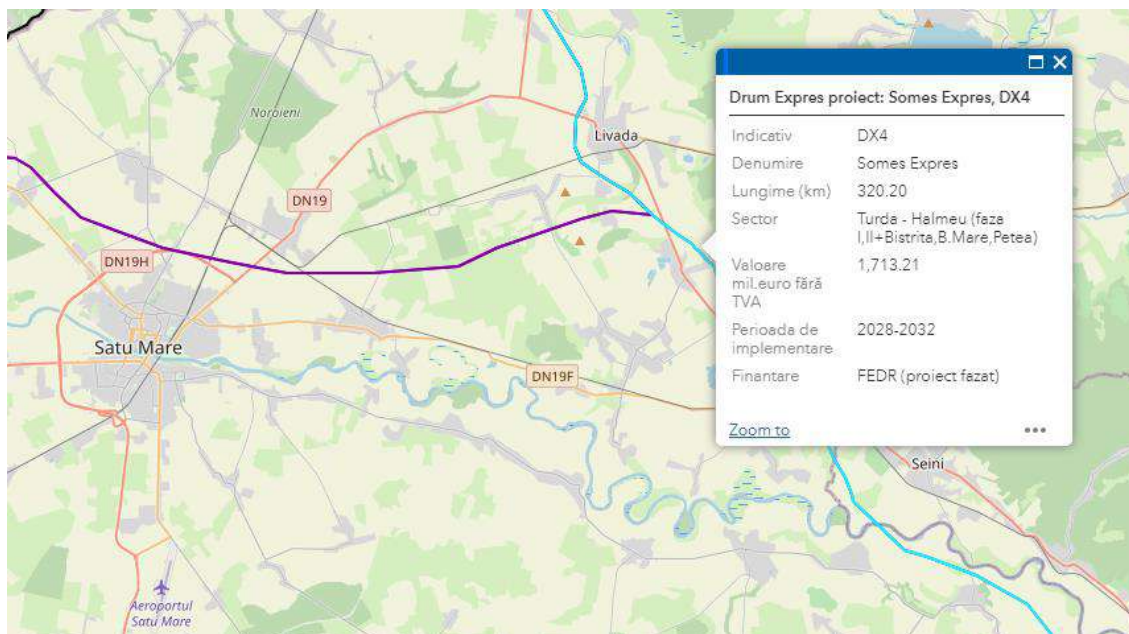 Noroieni
Livada
DN19
DN19H
Satu Mare
DN19F
Seini
Aeroportul
Satu Mare
Drum Expres proiect: Somes Expres, DX4
Indicativ DX4
Denumire Somes Expres
Lungime (km) 320.20
Sector Turda - Halmeu (faza
I,II+Bistrita,B.Mare,Petea)
Valoare 1,713.21
mil.euro fără
TVA
Perioada de 2028-2032
implementare
Finantare FEDR (proiect fazat)
Zoom to